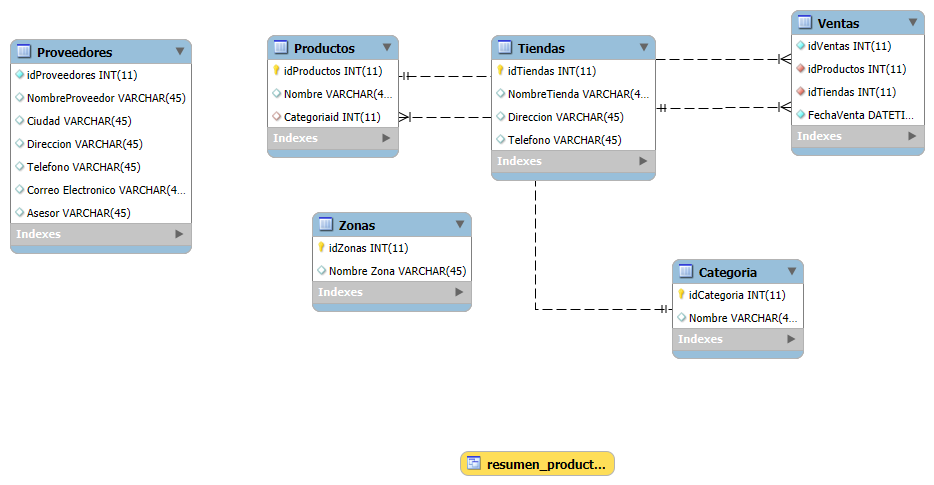 Proveedores
idProveedores INT(11)
NombreProveedor VARCHAR(45)
Ciudad VARCHAR(45)
Direccion VARCHAR(45)
Telefono VARCHAR(45)
Correo Electronico VARCHAR(4...
Asesor VARCHAR(45)
Indexes
Productos
idProductos INT(11)
Nombre VARCHAR(4...
Categoriaid INT(11)
Indexes
Tiendas
idTiendas INT(11)
NombreTienda VARCHAR(4...
Direccion VARCHAR(45)
Telefono VARCHAR(45)
Indexes
Ventas
idVentas INT(11)
idProductos INT(11)
idTiendas INT(11)
FechaVenta DATETI...
Indexes
Zonas
idZonas INT(11)
Nombre Zona VARCHAR(45)
Indexes
Categoria
idCategoria INT(11)
Nombre VARCHAR(4...
Indexes
resumen_product...